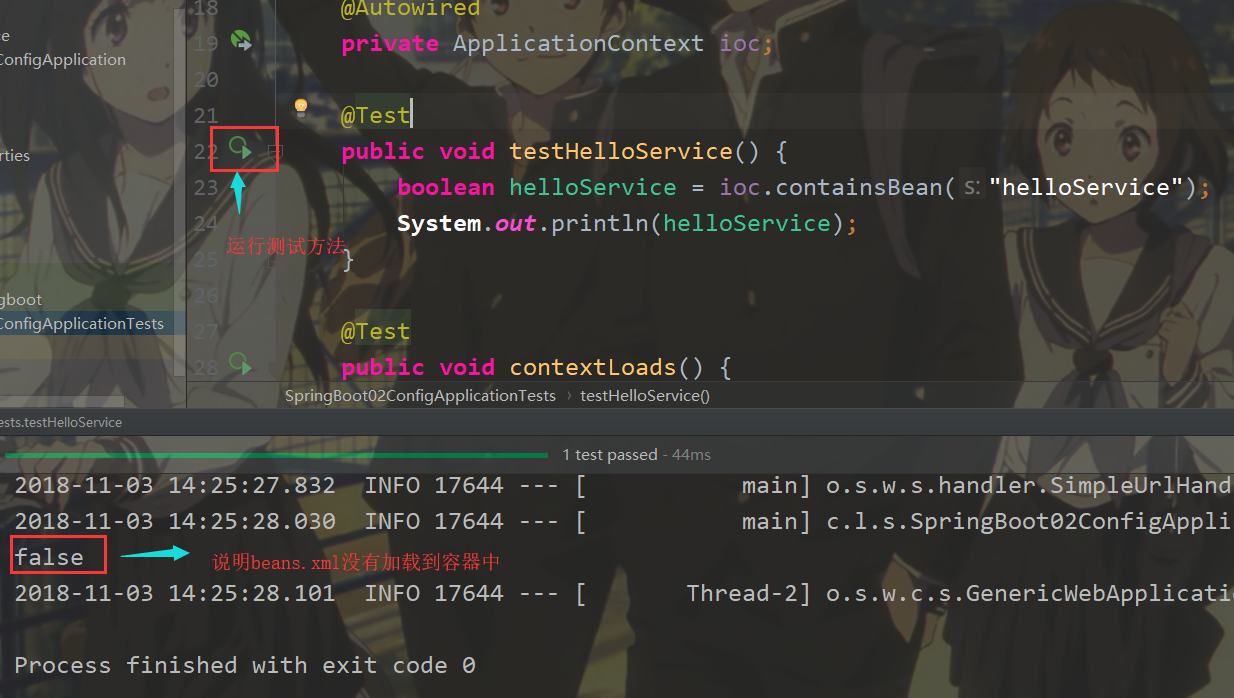 18 @Autowired
ce
19 private ApplicationContext ioc;
ConfigApplication
20
21 @Test
rties
22 public void testHelloService() {
23 boolean helloService = ioc.containsBean( s: "helloService");
24 System.out.println(helloService);
运行测试方法
25 }
26
gboot
ConfigApplicationTests
27 @Test
28 public void contextLoads() {
SpringBoot02ConfigApplicationTests › testHelloService()
ests.testHelloService
1 test passed - 44ms
2018-11-03 14:25:27.832 INFO 17644 --- [ main] o.s.w.s.handler.SimpleUrlHand
2018-11-03 14:25:28.030 INFO 17644 --- [ main] c.l.s.SpringBoot02ConfigAppli
false 说明beans.xml没有加载到容器中
2018-11-03 14:25:28.101 INFO 17644 --- [ Thread-2] o.s.w.c.s.GenericWebApplicatio
Process finished with exit code 0